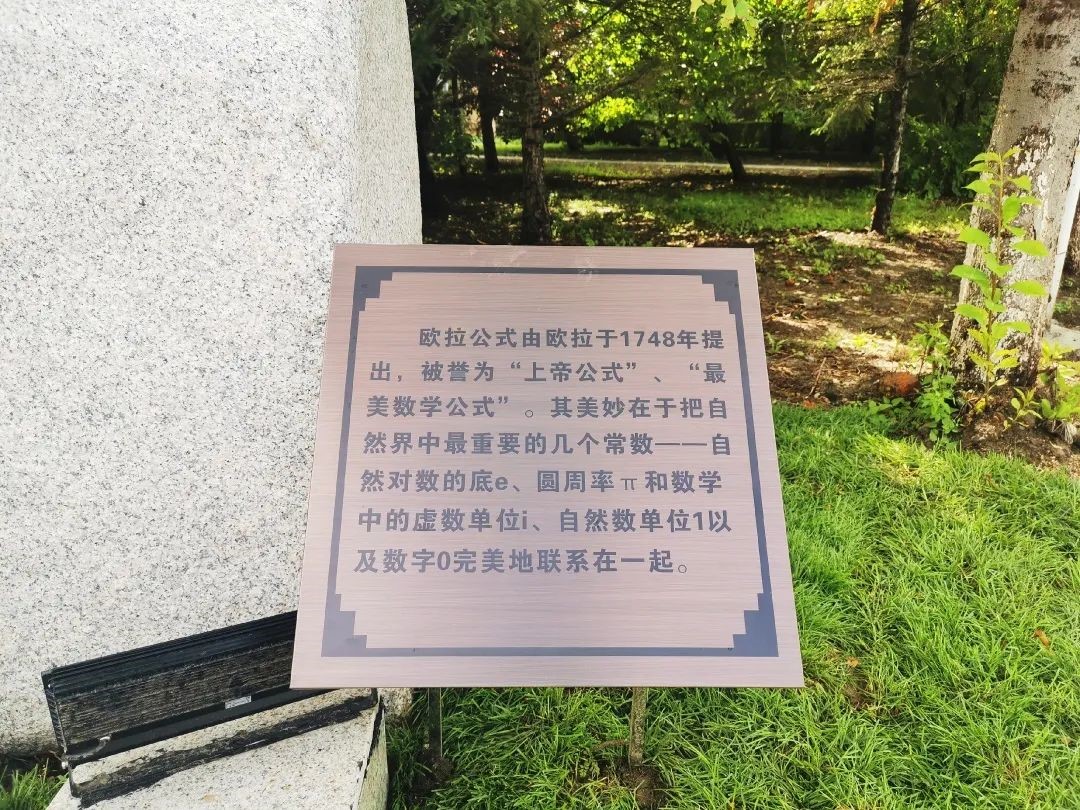 欧拉公式由欧拉于1748年提
出，被誉为“上帝公式”、“最
美数学公式”。其美妙在于把自
然界中最重要的几个常数——自
然对数的底e、圆周率π和数学
中的虚数单位i、自然数单位1以
及数字0完美地联系在一起。